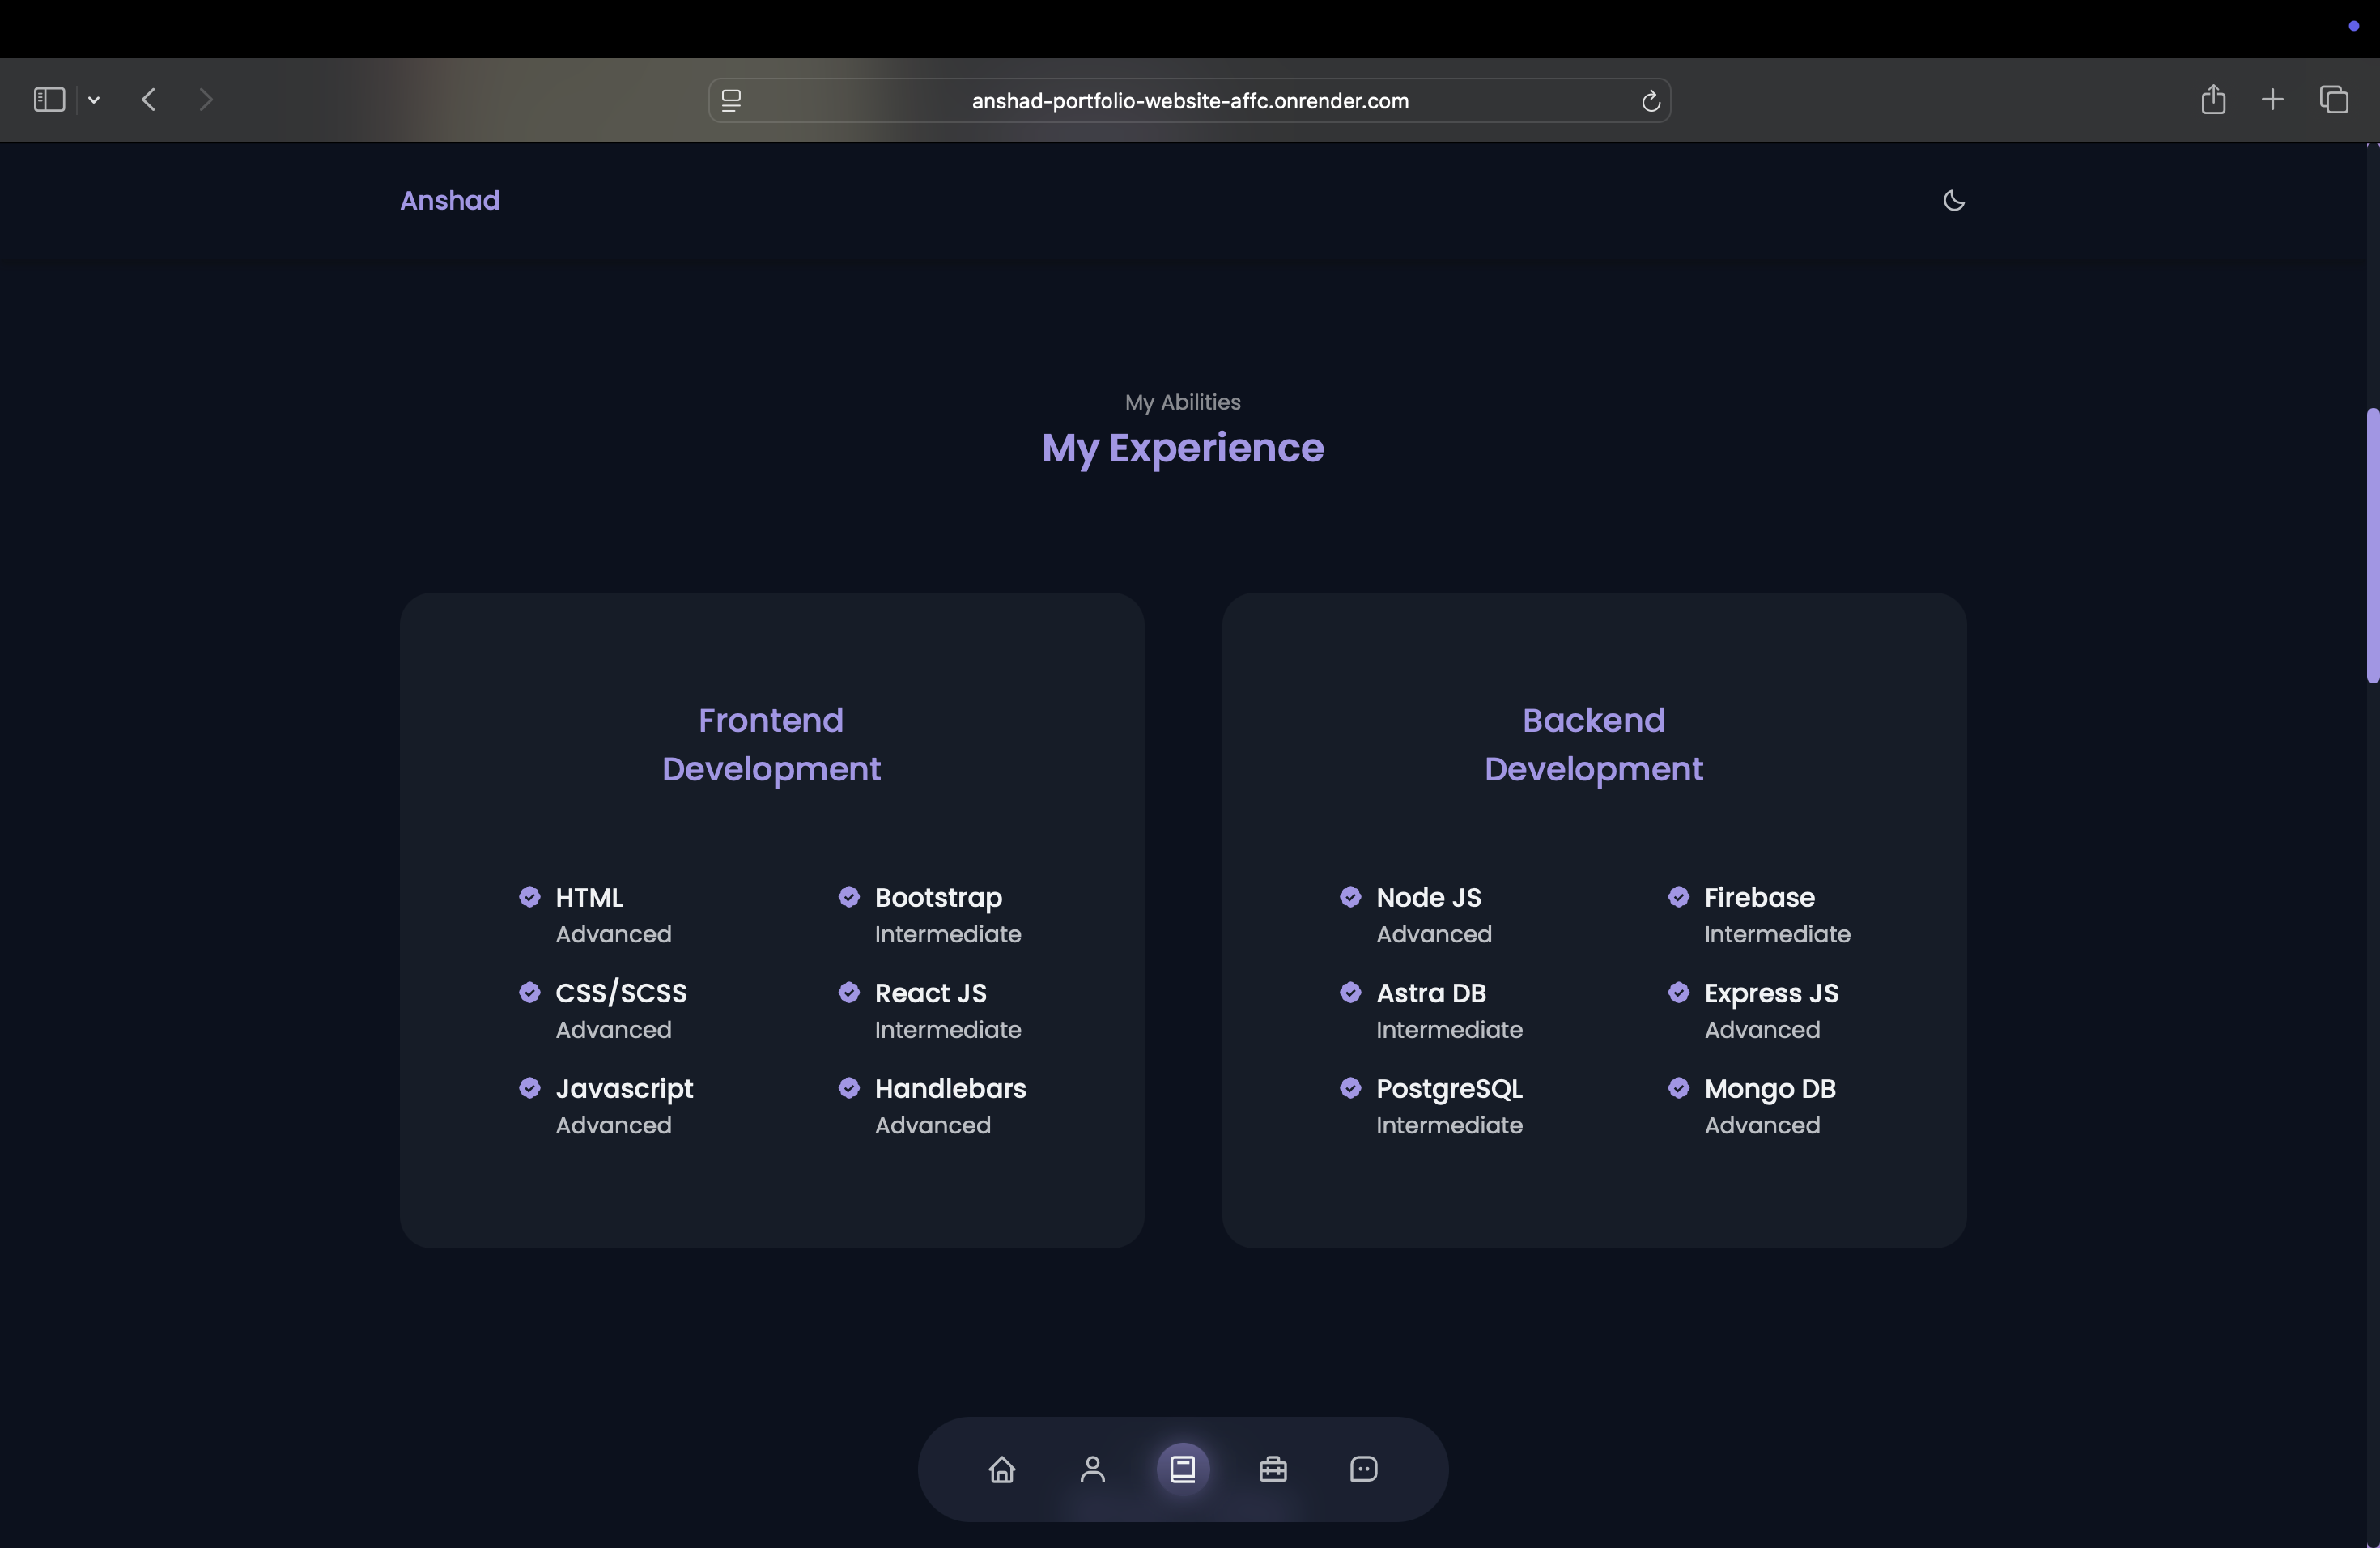 anshad-portfolio-website-affc.onrender.com
Anshad
My Abilities
My Experience
Frontend
Development
HTML
Advanced
Bootstrap
Intermediate
CSS/SCSS
Advanced
React JS
Intermediate
Javascript
Advanced
Handlebars
Advanced
Backend
Development
Node JS
Advanced
Firebase
Intermediate
Astra DB
Intermediate
Express JS
Advanced
PostgreSQL
Intermediate
Mongo DB
Advanced